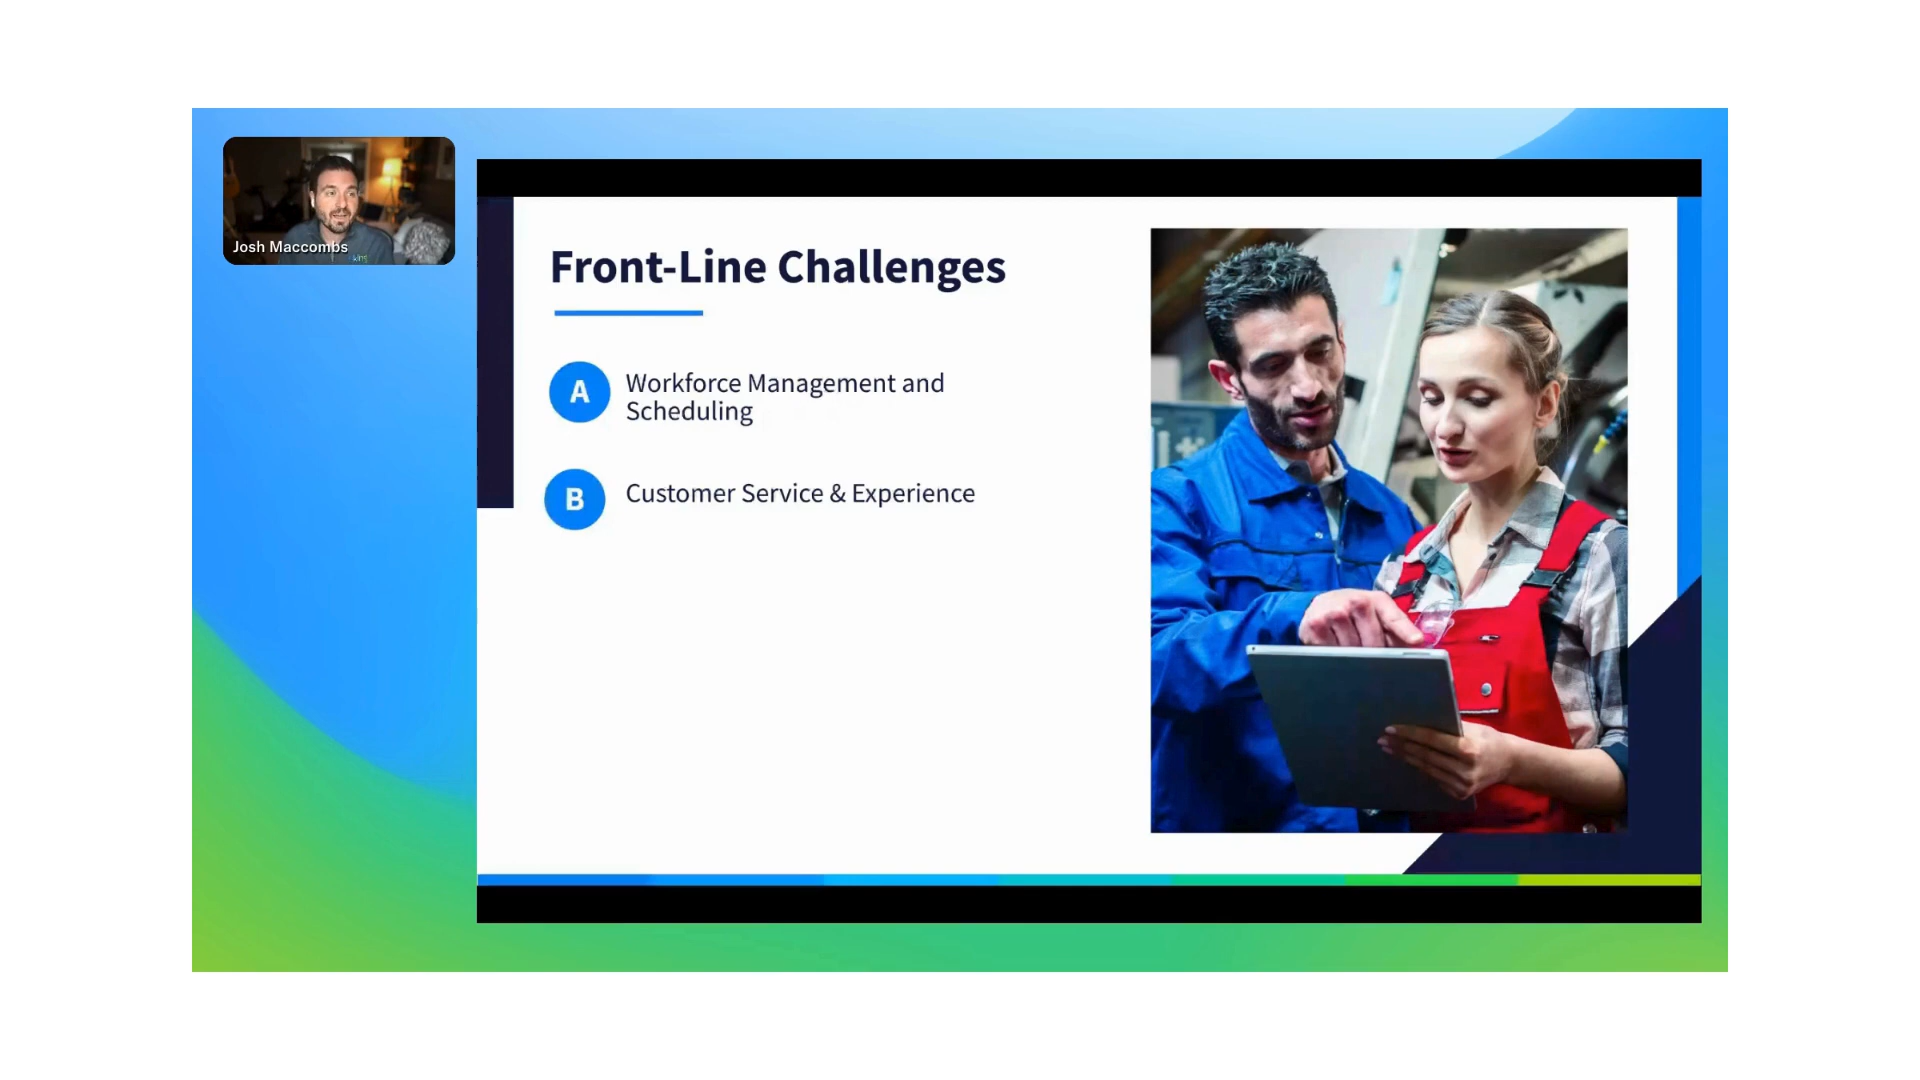 Josh Maccombs
Front-Line Challenges
A
Workforce Management and
Scheduling
B
Customer Service & Experience